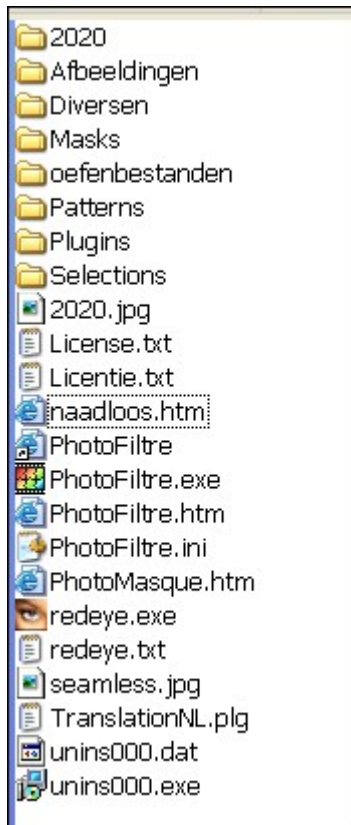 2020
Afbeeldingen
Diversen
Masks
oefenbestanden
Patterns
Plugins
Selections
2020.jpg
License.txt
Licentie.txt
naadloos.htm
PhotoFiltre
PhotoFiltre.exe
PhotoFiltre.htm
PhotoFiltre.ini
PhotoMasque.htm
redeye.exe
redeye.txt
seamless.jpg
TranslationNL.plg
unins000.dat
unins000.exe